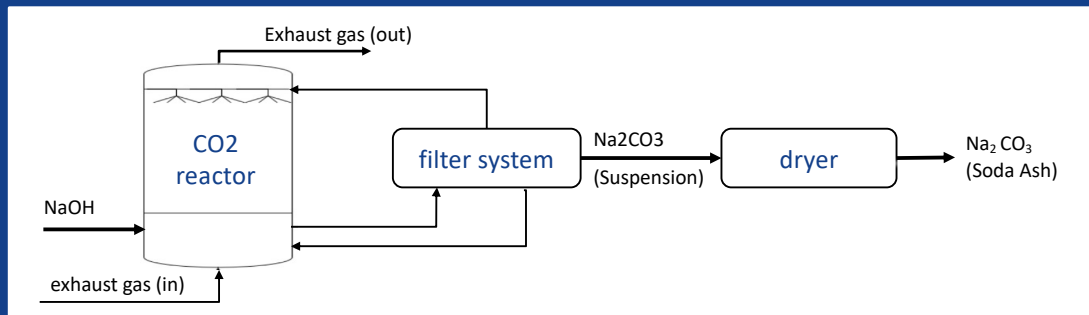 Exhaust gas (out)
CO2
reactor
NaOH
exhaust gas (in)
filter system
Na2CO3
(Suspension)
dryer
Na₂ CO₃
(Soda Ash)